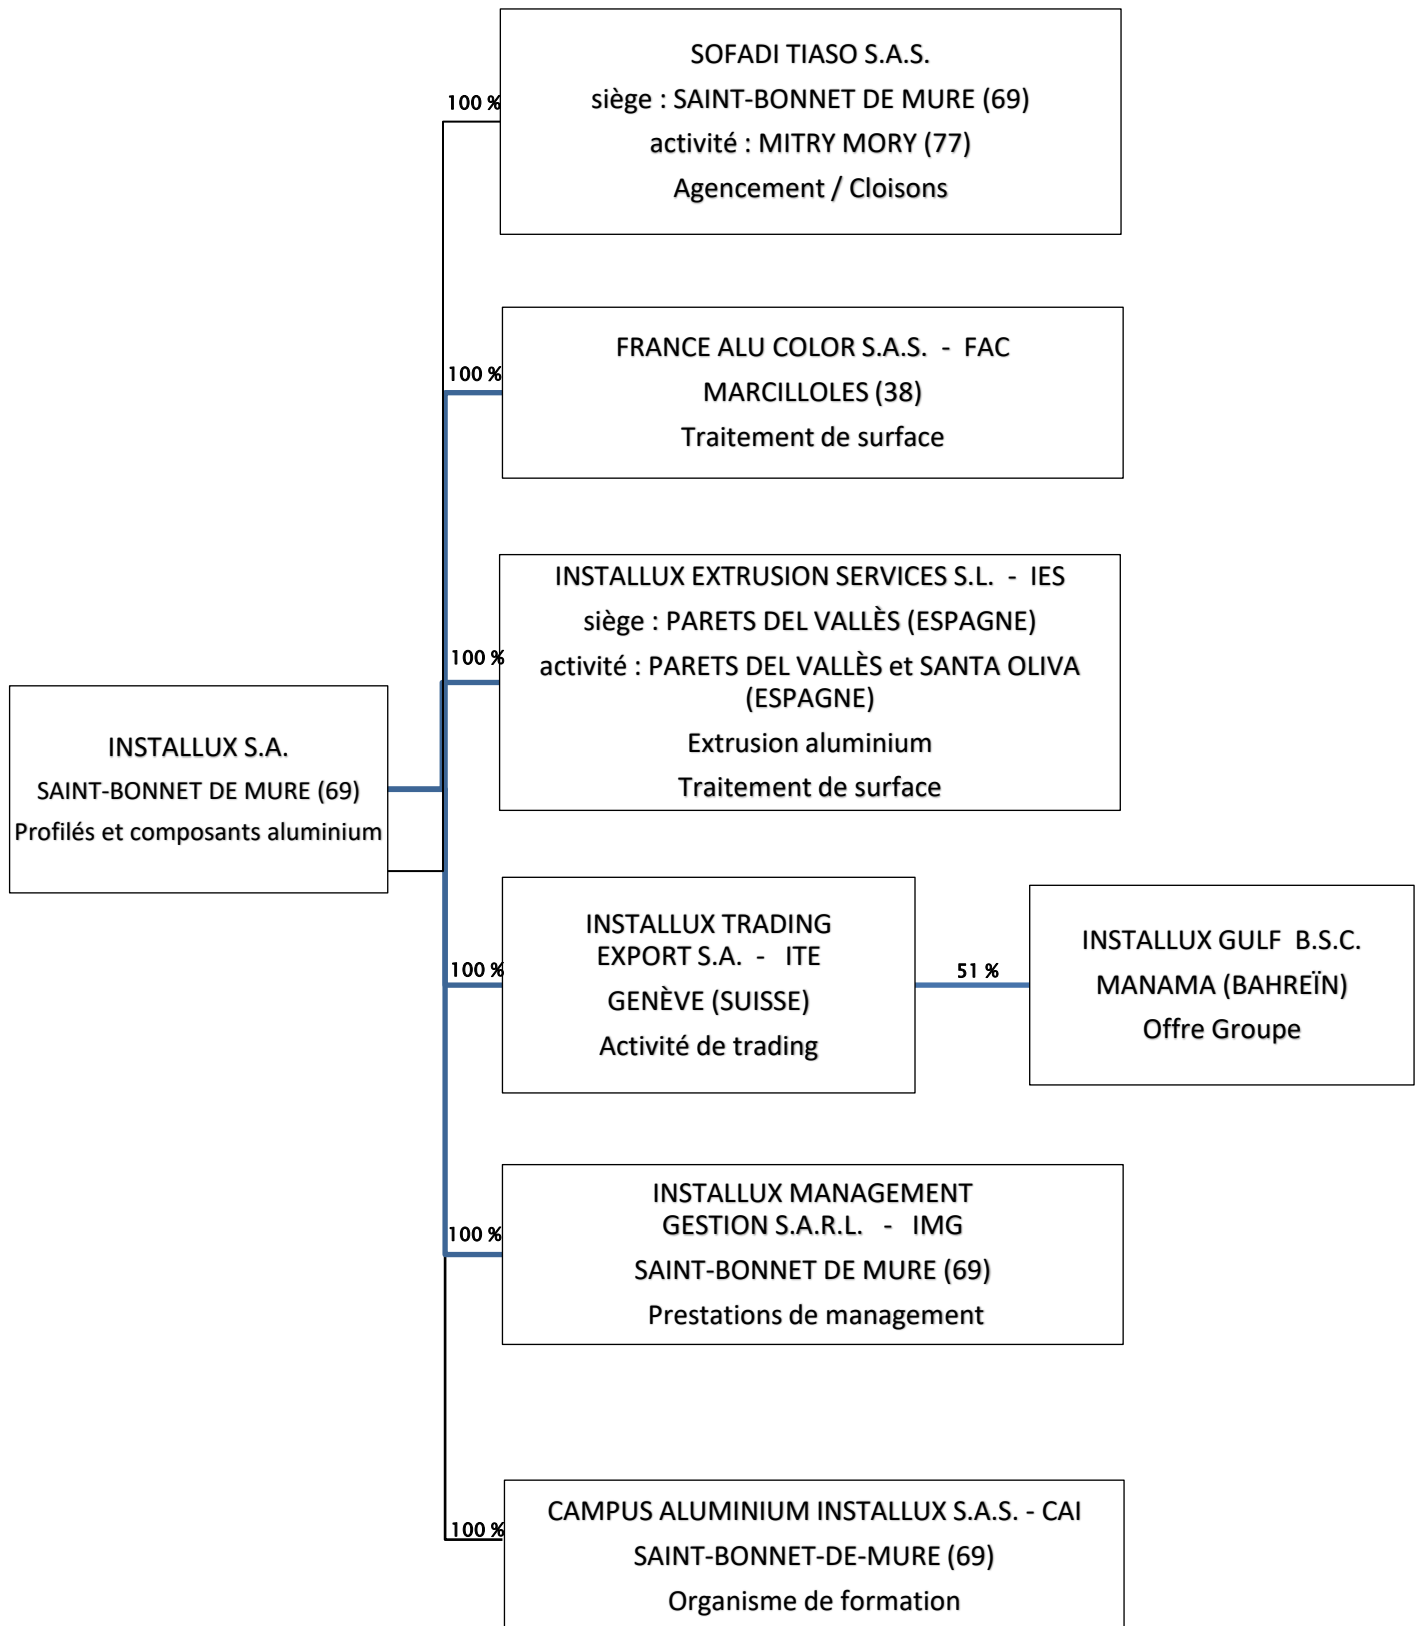 SOFADI TIASO S.A.S.
siège : SAINT-BONNET DE MURE (69)
activité : MITRY MORY (77)
Agencement / Cloisons
100 %
FRANCE ALU COLOR S.A.S. - FAC
MARCILLOLES (38)
Traitement de surface
100 %
INSTALLUX EXTRUSION SERVICES S.L. - IES
siège : PARETS DEL VALLÈS (ESPAGNE)
activité : PARETS DEL VALLÈS et SANTA OLIVA
(ESPAGNE)
Extrusion aluminium
Traitement de surface
100 %
INSTALLUX S.A.
SAINT-BONNET DE MURE (69)
Profilés et composants aluminium
INSTALLUX TRADING
EXPORT S.A. - ITE
GENÈVE (SUISSE)
Activité de trading
100 %
51 %
INSTALLUX GULF B.S.C.
MANAMA (BAHREÏN)
Offre Groupe
INSTALLUX MANAGEMENT
GESTION S.A.R.L. - IMG
SAINT-BONNET DE MURE (69)
Prestations de management
100 %
CAMPUS ALUMINIUM INSTALLUX S.A.S. - CAI
SAINT-BONNET-DE-MURE (69)
Organisme de formation
100 %